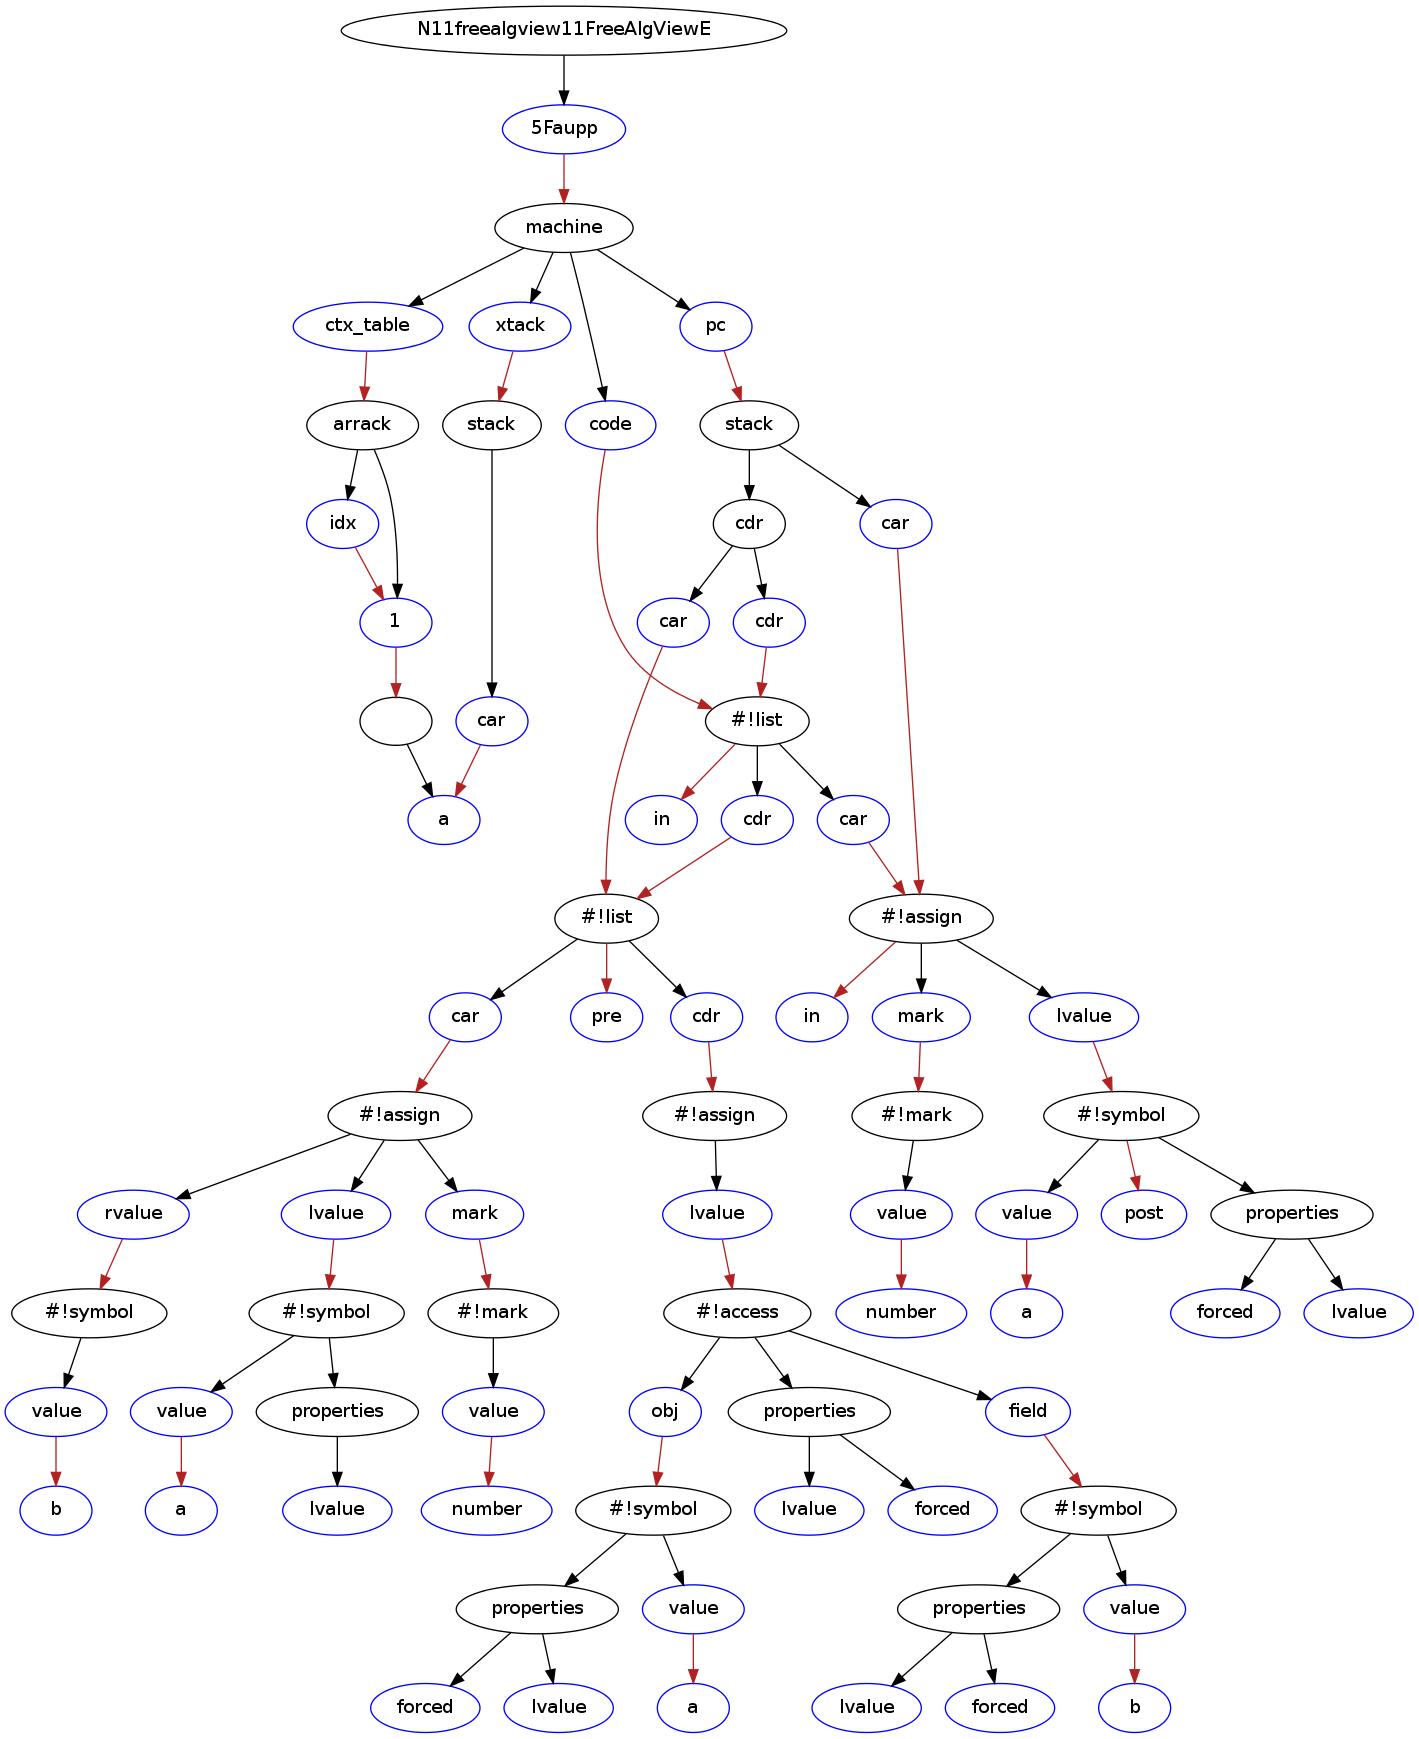 N11freealgview11FreeAlgViewE
5Faupp
machine
ctx_table
xtack
pc
arrack
stack
code
stack
idx
cdr
car
1
car
cdr
car
#!list
a
in
cdr
car
#!list
#!assign
car
pre
cdr
in
mark
lvalue
#!assign
#!assign
#!mark
#!symbol
rvalue
lvalue
mark
lvalue
value
value
post
properties
#!symbol
#!symbol
#!mark
#!access
number
a
forced
lvalue
value
value
properties
value
obj
properties
field
b
a
lvalue
number
#!symbol
lvalue
forced
#!symbol
properties
value
properties
value
forced
lvalue
a
lvalue
forced
b